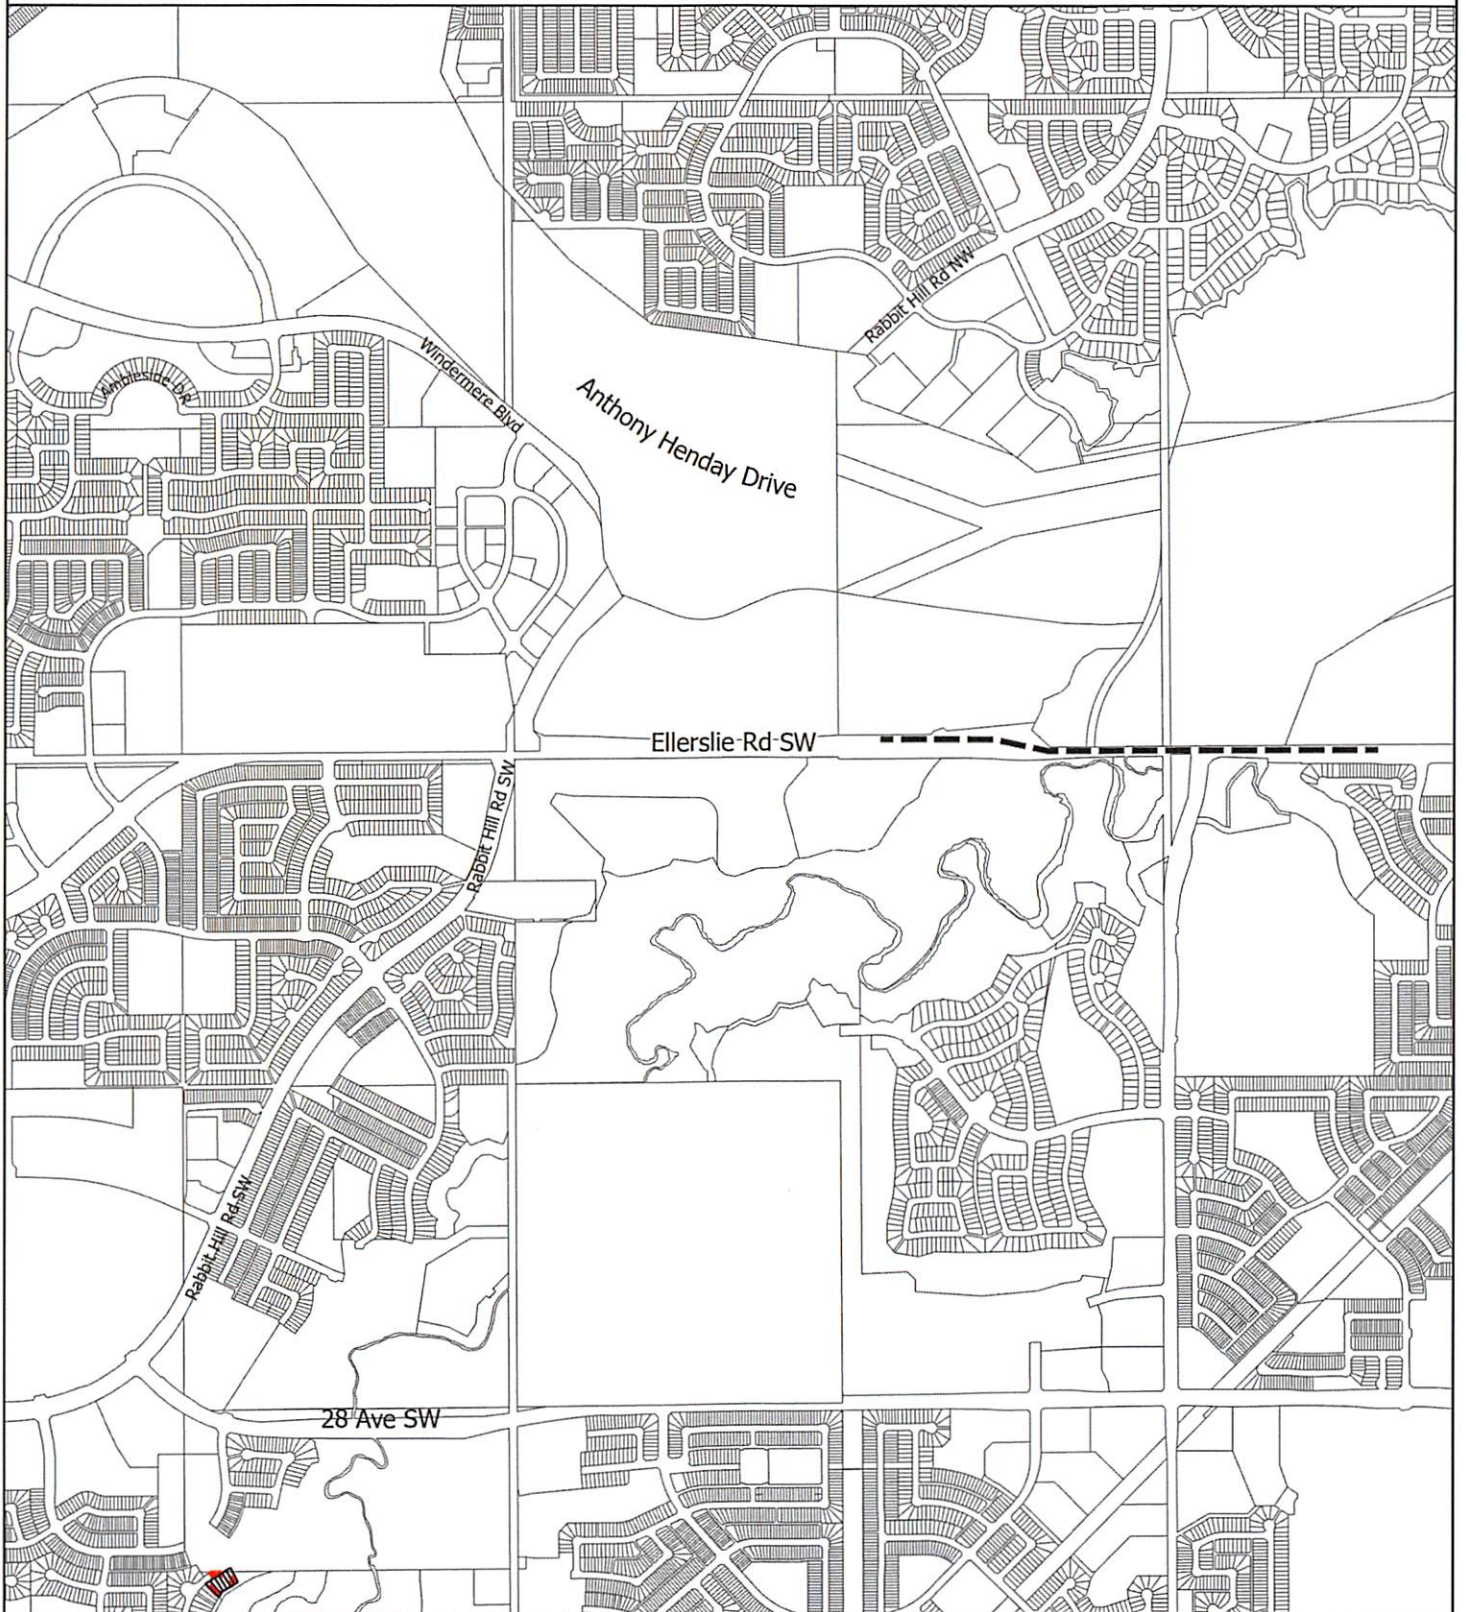 Rabbit Hill Rd NW
Windermere Blvd
Ambleside DR
Anthony Henday Drive
Ellerslie Rd SW
Rabbit Hill Rd SW
Rabbit Hill Rd SW
28 Ave SW